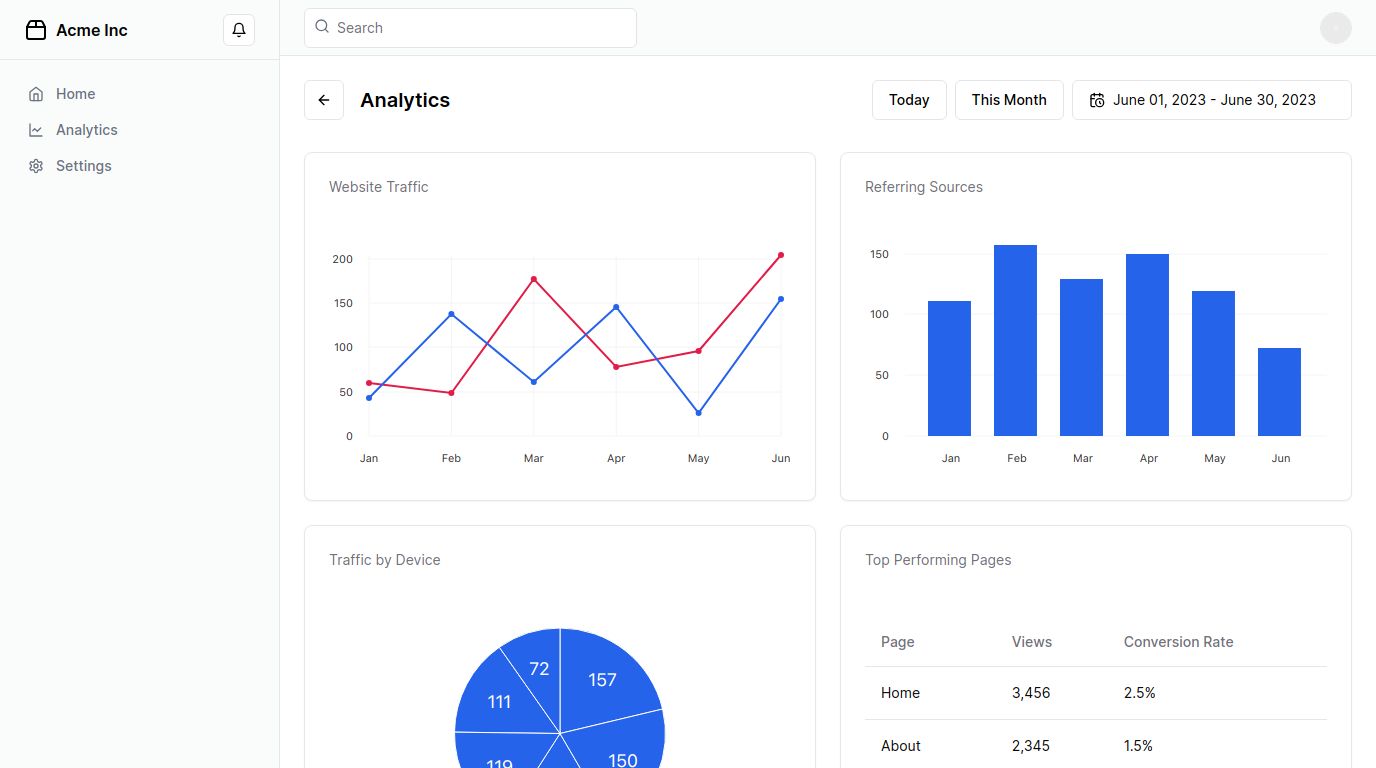 Acme Inc
Search
Home
Analytics
Settings
Analytics
Today
This Month
June 01, 2023 - June 30, 2023
Website Traffic
200
150
100
50
0
Jan Feb Mar Apr May Jun
Referring Sources
150
100
50
0
Jan Feb Mar Apr May Jun
Traffic by Device
72
157
111
119
150
Top Performing Pages
Page Views Conversion Rate
Home 3,456 2.5%
About 2,345 1.5%